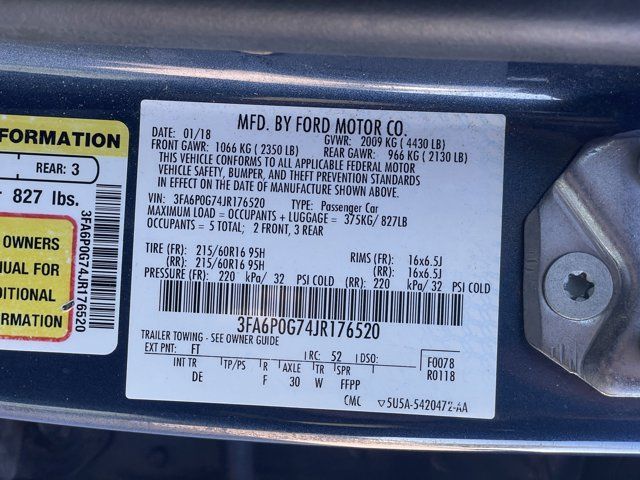 FORMATION
REAR: 3
827 lbs.
OWNERS
NUAL FOR
DITIONAL
FORMATION
3FA6P0G74JR176520
MFD. BY FORD MOTOR CO.
DATE: 01/18 GVWR: 2009 KG ( 4430 LB)
FRONT GAWR: 1066 KG ( 2350 LB) REAR GAWR: 966 KG ( 2130 LB)
THIS VEHICLE CONFORMS TO ALL APPLICABLE FEDERAL MOTOR
VEHICLE SAFETY, BUMPER, AND THEFT PREVENTION STANDARDS
IN EFFECT ON THE DATE OF MANUFACTURE SHOWN ABOVE.
VIN: 3FA6P0G74JR176520 TYPE: Passenger Car
MAXIMUM LOAD = OCCUPANTS + LUGGAGE = 375KG/ 827LB
OCCUPANTS = 5 TOTAL; 2 FRONT, 3 REAR
TIRE (FR): 215/60R16 95H RIMS (FR): 16x6.5J
(RR): 215/60R16 95H (RR): 16x6.5J
PRESSURE (FR): 220 kPa/ 32 PSI COLD (RR): 220 kPa/ 32 PSI COLD
3FA6P0G74JR176520
TRAILER TOWING - SEE OWNER GUIDE
EXT PNT: FT RC: 52 DSO: F0078
INT TR TP/PS R AXLE TR SPR R0118
DE F 30 W FFPP
CMC ▽5U5A-5420472-AA